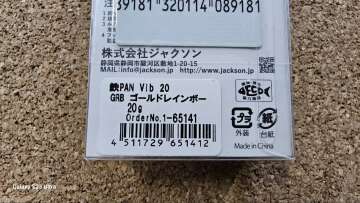 89181 320114 089181
株式会社ジャクソン
静岡県静岡市駿河区敷地1-20-15
MAIL:info@jackson.jp https://jackson.jp
鉄PAN Vib 20
GRB ゴールドレインボー
20g
OrderNo.1-65141
4 511729 651412
プラ
外装
紙
台紙
Made in China
Galaxy S23 Ultra